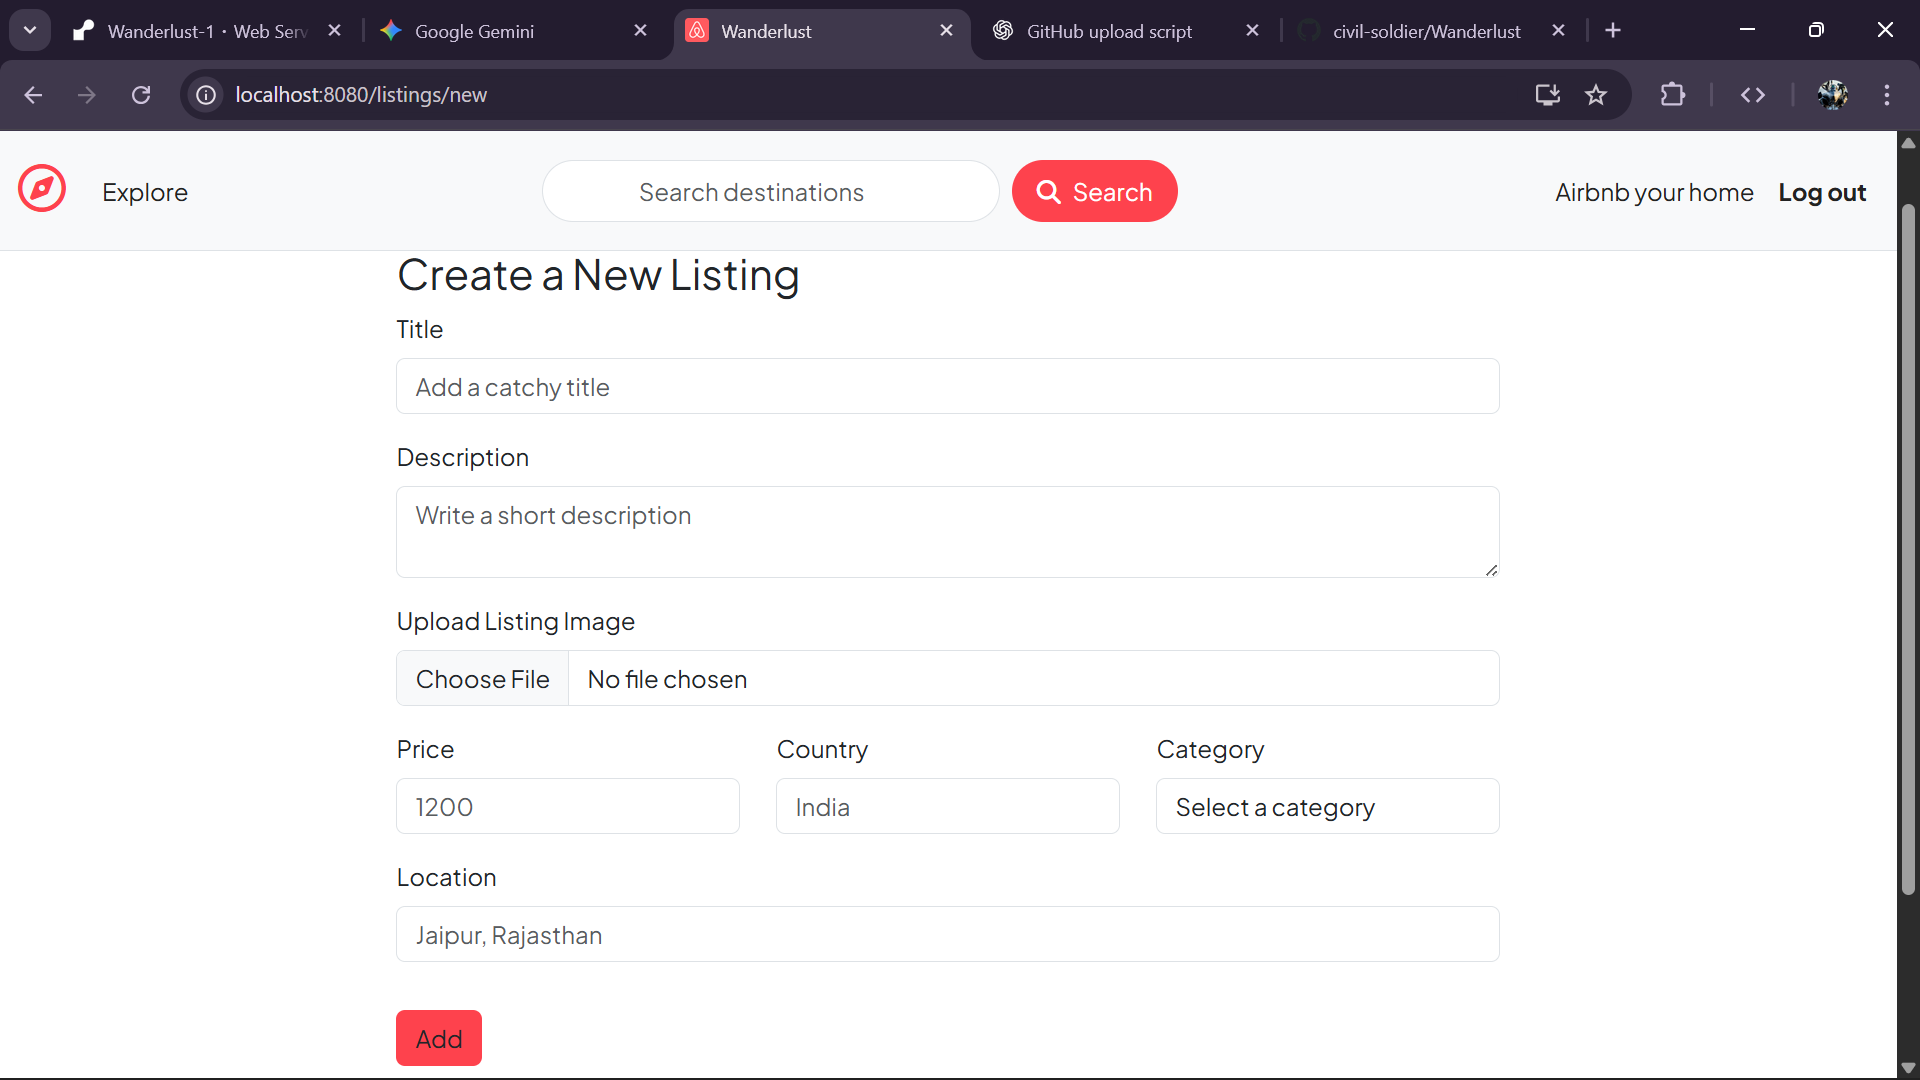 Wanderlust-1 • Web Serv
Google Gemini
Wanderlust
GitHub upload script
civil-soldier/Wanderlust
localhost:8080/listings/new
Explore
Search destinations
Search
Airbnb your home
Log out
Create a New Listing
Title
Add a catchy title
Description
Write a short description
Upload Listing Image
Choose File
No file chosen
Price
Country
Category
1200
India
Select a category
Location
Jaipur, Rajasthan
Add